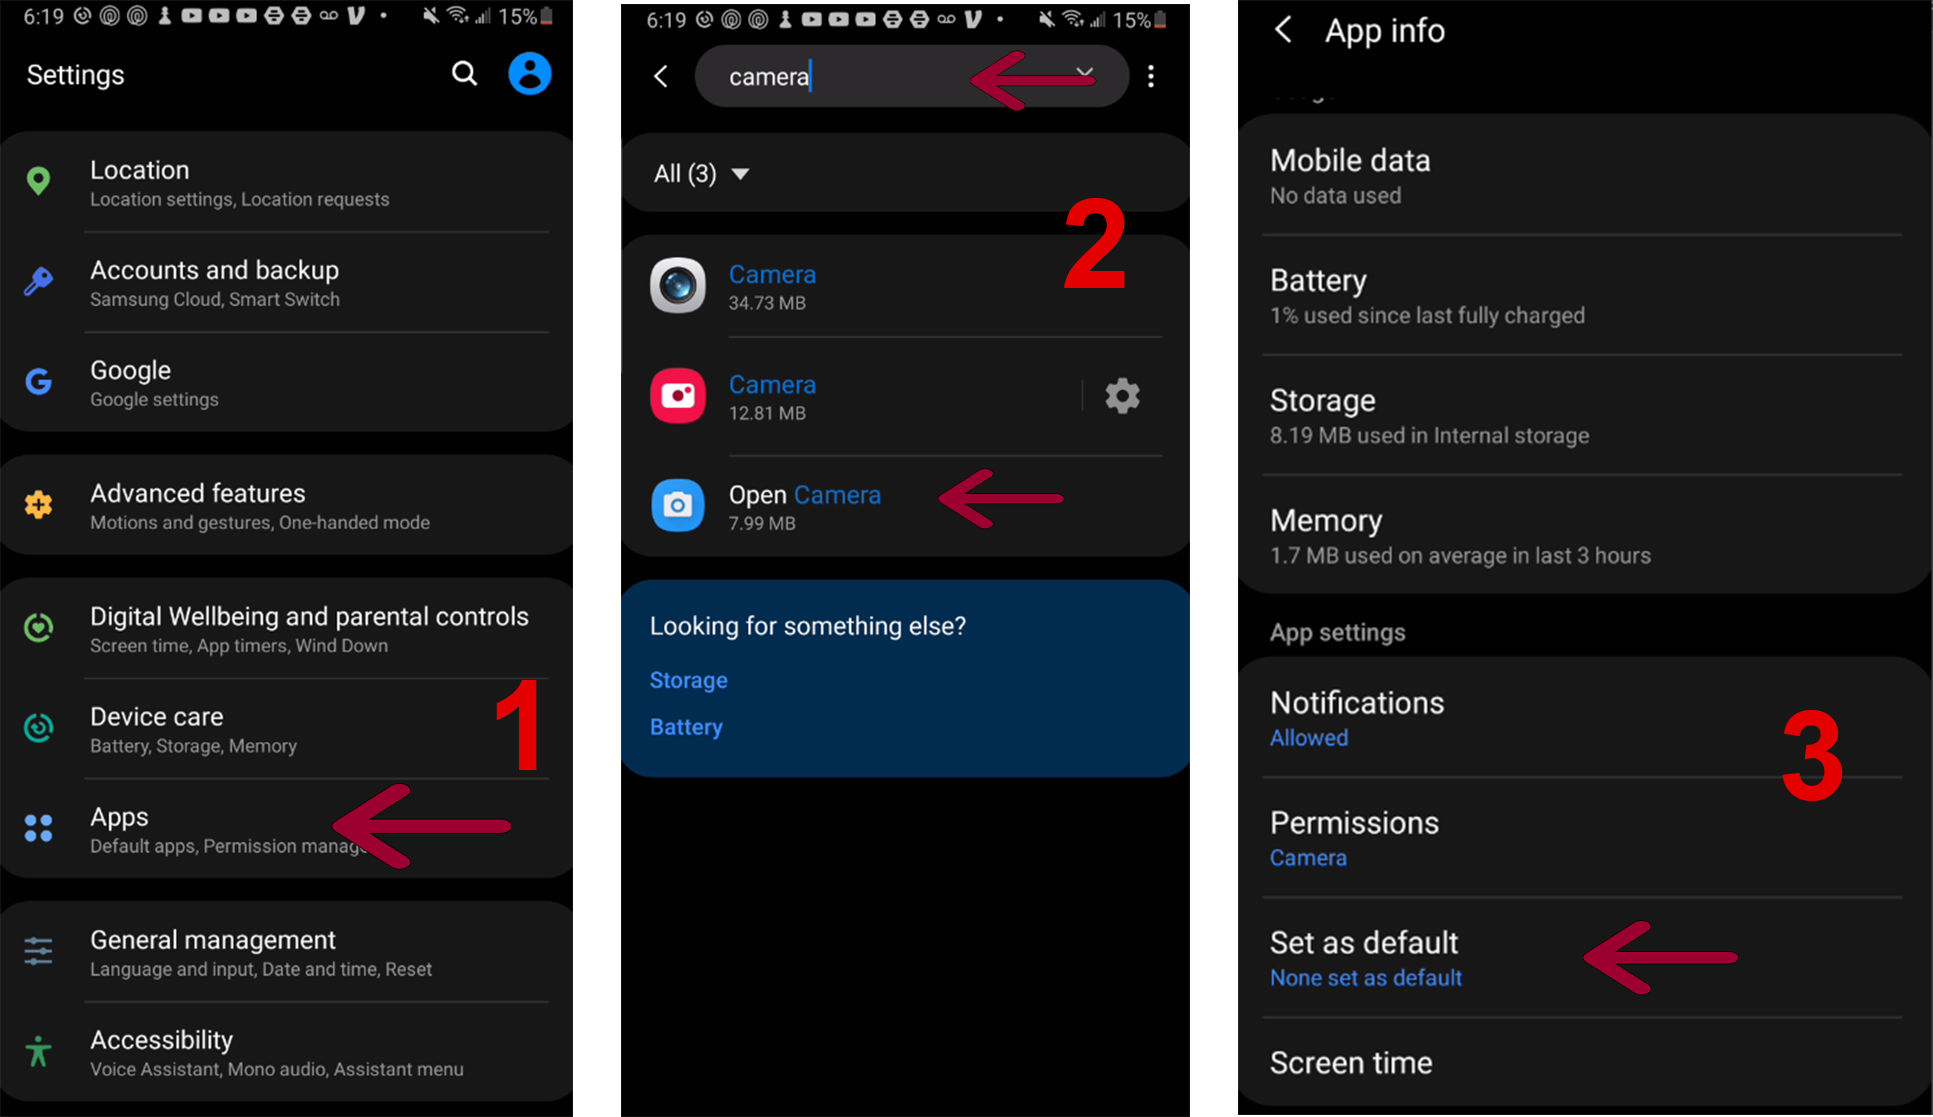 6:19
15%
Settings
Location
Location settings, Location requests
Accounts and backup
Samsung Cloud, Smart Switch
Google
Google settings
Advanced features
Motions and gestures, One-handed mode
Digital Wellbeing and parental controls
Screen time, App timers, Wind Down
1
Device care
Battery, Storage, Memory
Apps
Default apps, Permission manag
General management
Language and input, Date and time, Reset
Accessibility
Voice Assistant, Mono audio, Assistant menu
6:19
15%
camera
All (3)
2
Camera
34.73 MB
Camera
12.81 MB
Open Camera
7.99 MB
Looking for something else?
Storage
Battery
App info
Mobile data
No data used
Battery
1% used since last fully charged
Storage
8.19 MB used in Internal storage
Memory
1.7 MB used on average in last 3 hours
App settings
Notifications
Allowed
3
Permissions
Camera
Set as default
None set as default
Screen time